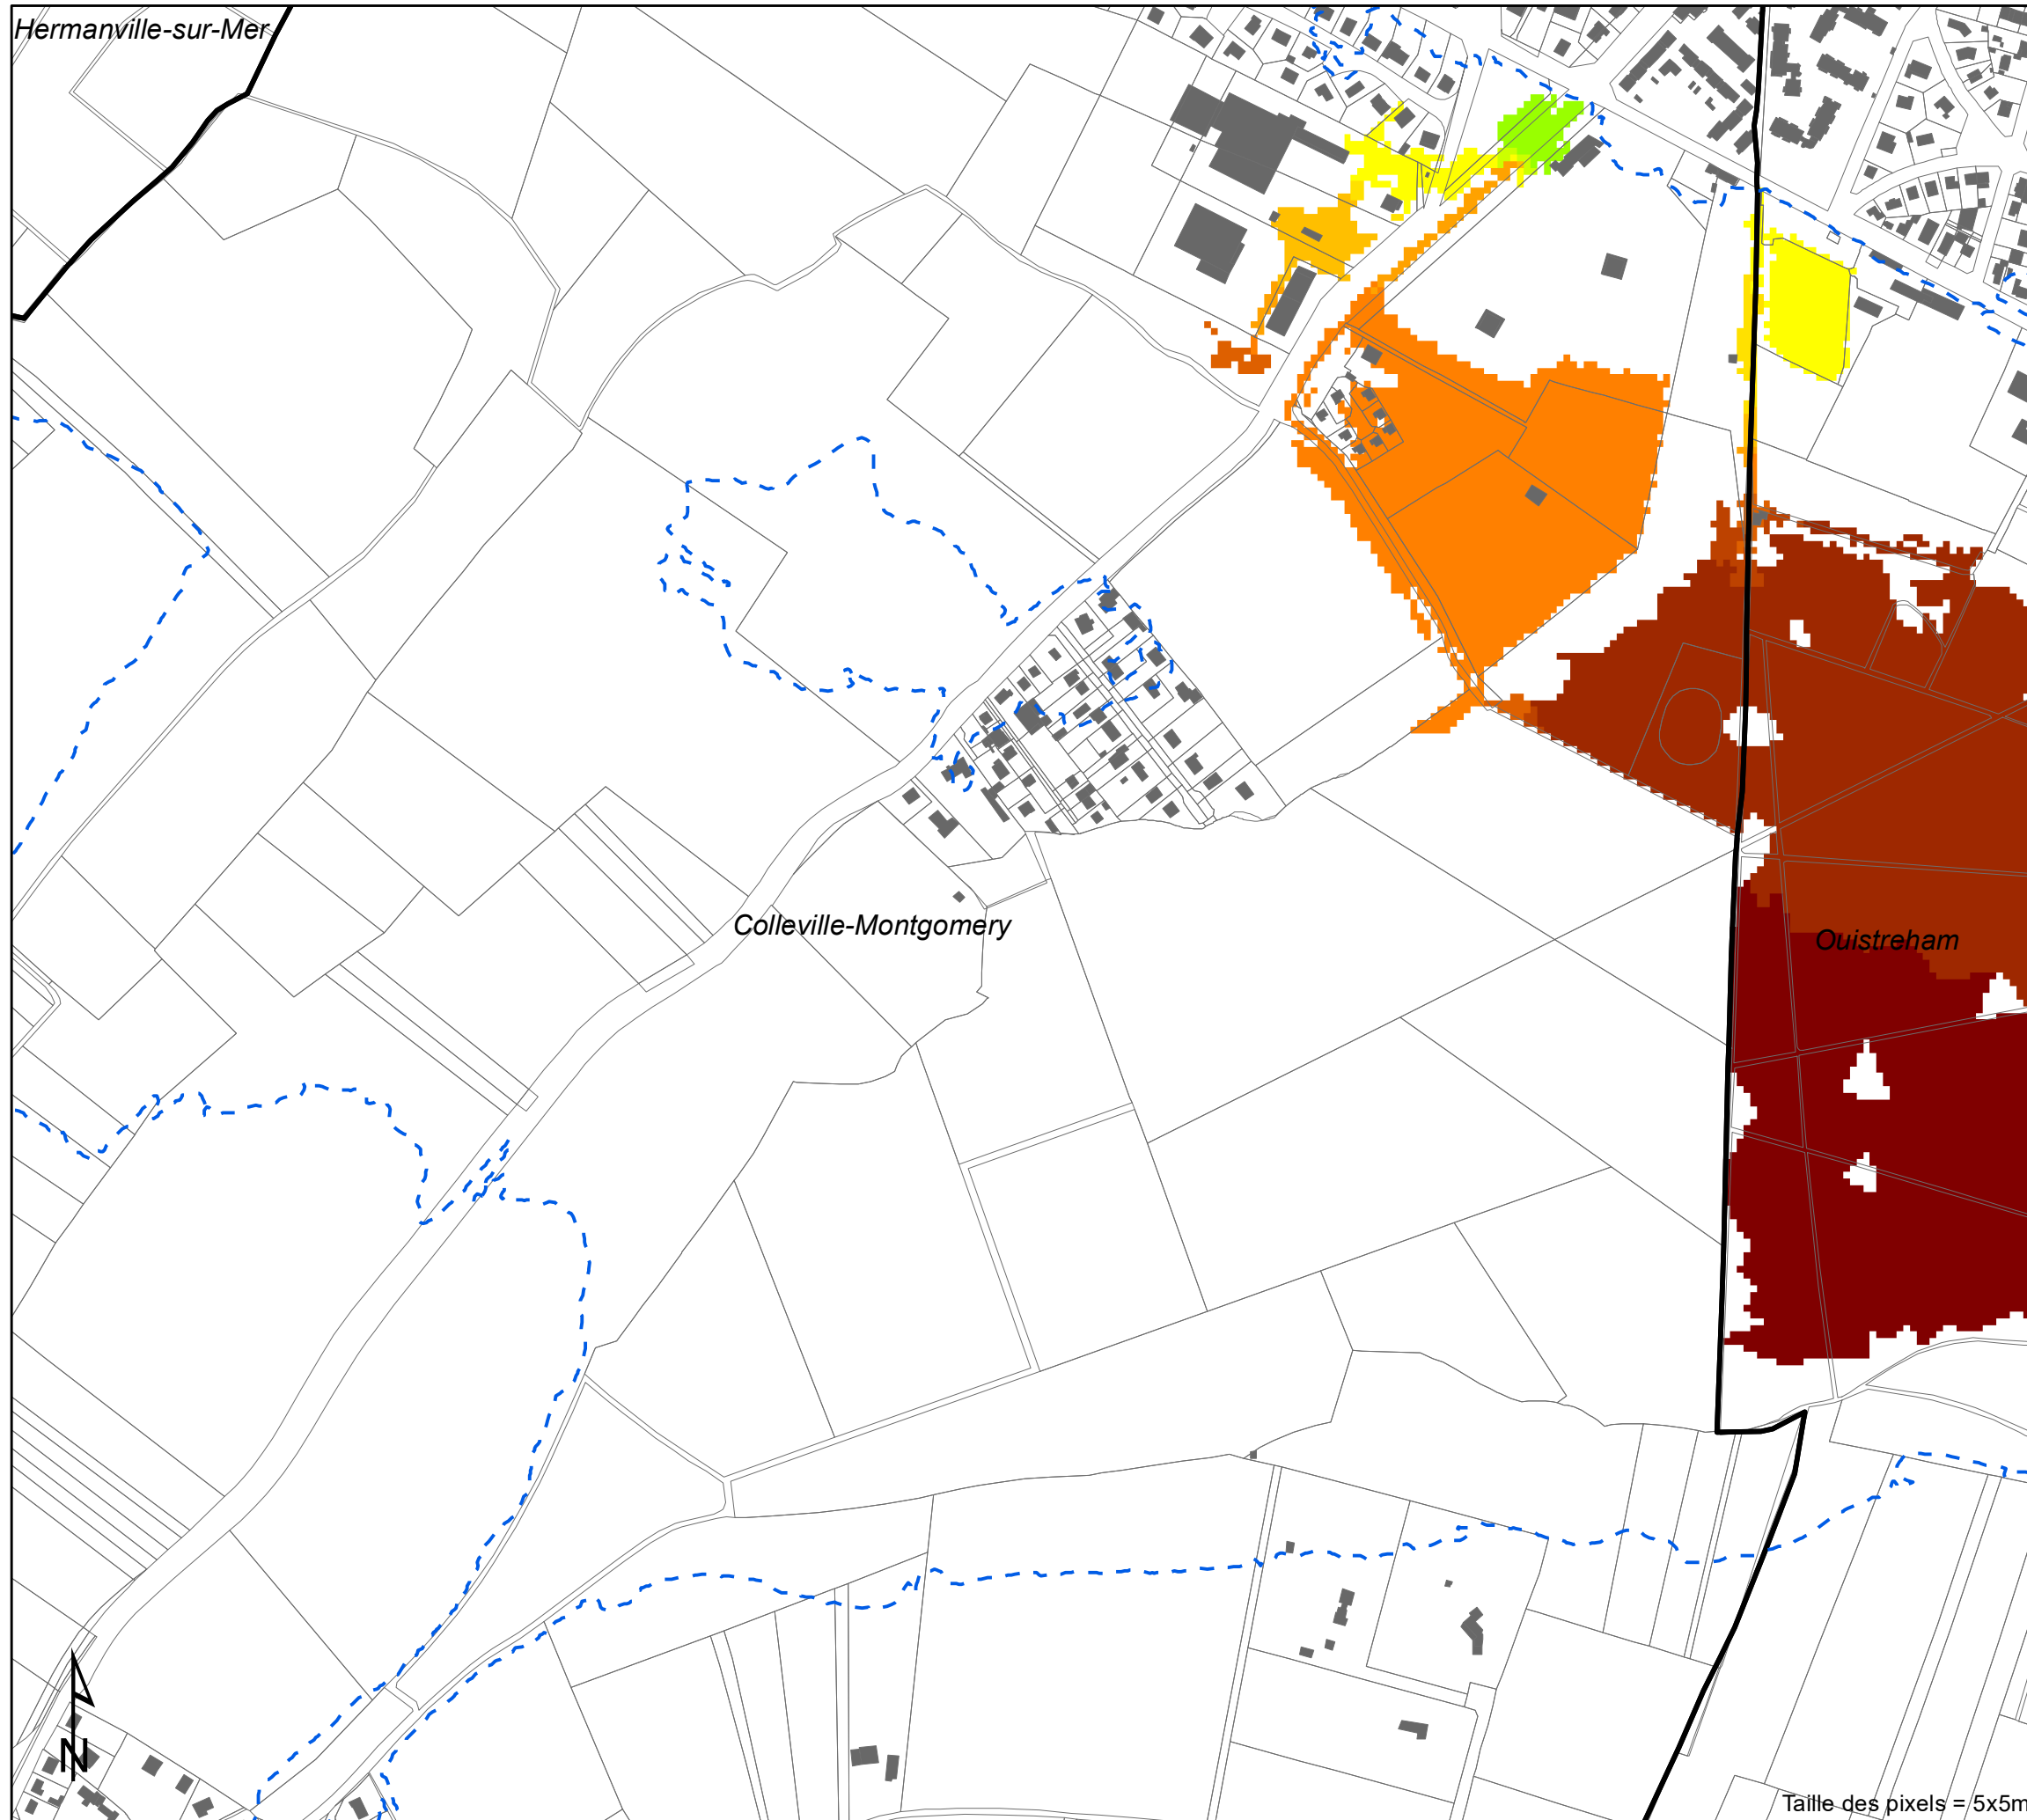 Hermanville-sur-Mer
Colleville-Montgomery
Ouistreham
N
Taille des pixels = 5x5m